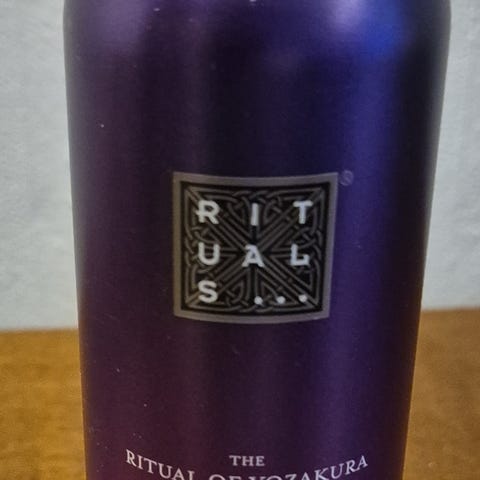 RIT
UAL
S...
®
THE
RITUAL OF YOZAKURA